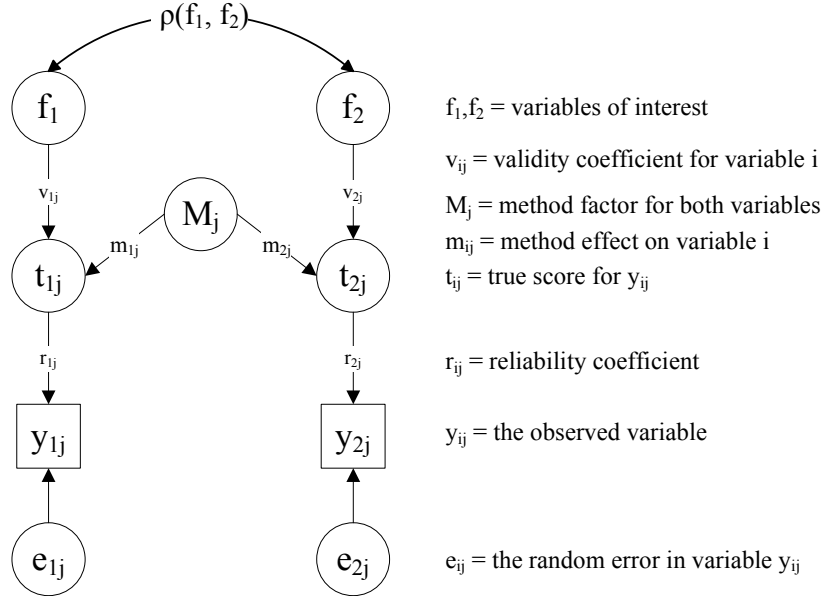 ρ(f₁, f₂)
f₁ f₂
f₁,f₂ = variables of interest
v₁ⱼ v₂ⱼ
vᵢⱼ = validity coefficient for variable i
Mⱼ
Mⱼ = method factor for both variables
m₁ⱼ m₂ⱼ
mᵢⱼ = method effect on variable i
t₁ⱼ t₂ⱼ
tᵢⱼ = true score for yᵢⱼ
r₁ⱼ r₂ⱼ
rᵢⱼ = reliability coefficient
y₁ⱼ y₂ⱼ
yᵢⱼ = the observed variable
e₁ⱼ e₂ⱼ
eᵢⱼ = the random error in variable yᵢⱼ